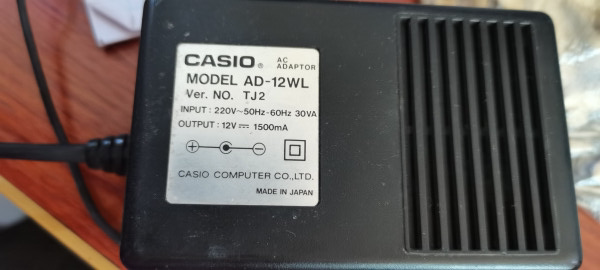 CASIO® AC ADAPTOR
MODEL AD-12WL
Ver. NO. TJ2
INPUT : 220V~50Hz-60Hz 30VA
OUTPUT : 12V⎓ 1500mA
CASIO COMPUTER CO.,LTD.
MADE IN JAPAN